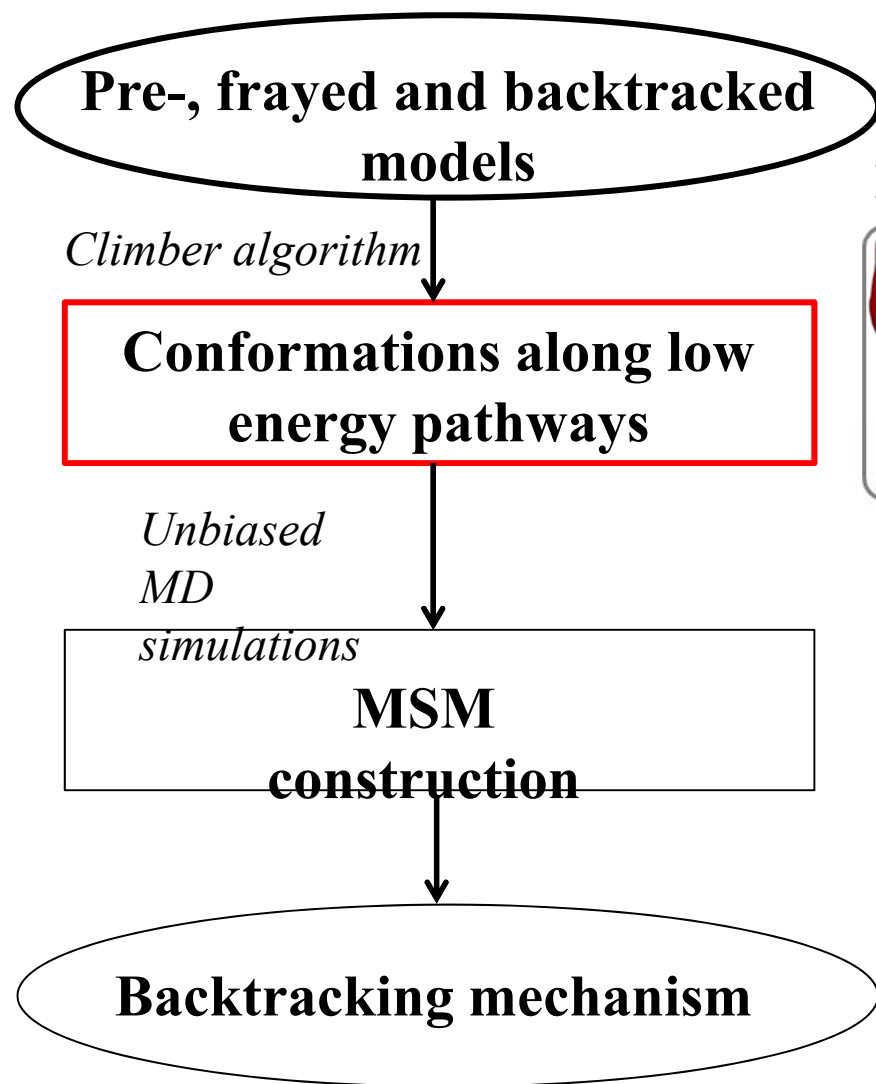 Pre-, frayed and backtracked
models
Climber algorithm
Conformations along low
energy pathways
Unbiased
MD
simulations
MSM
construction
Backtracking mechanism